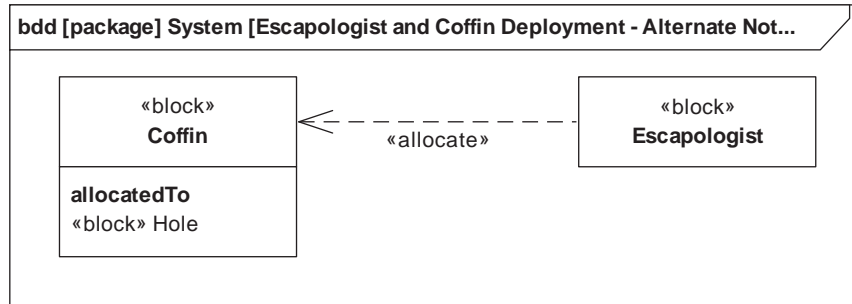 bdd [package] System [Escapologist and Coffin Deployment - Alternate Not...
«block»
Coffin
allocatedTo
«block» Hole
«allocate»
«block»
Escapologist